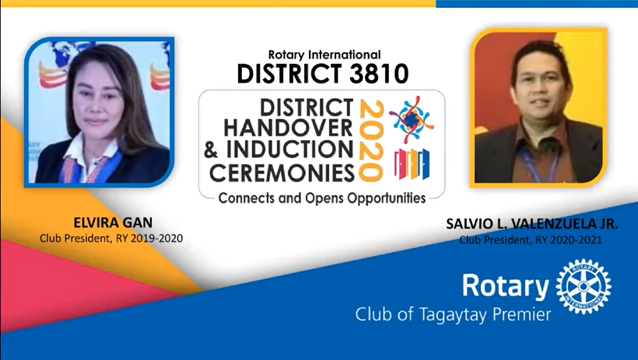 Rotary International
DISTRICT 3810
DISTRICT
HANDOVER
& INDUCTION
CEREMONIES
2020
Connects and Opens Opportunities
ELVIRA GAN
Club President, RY 2019-2020
SALVIO L. VALENZUELA JR.
Club President, RY 2020-2021
Rotary
ROTARY
INTERNATIONAL
Club of Tagaytay Premier